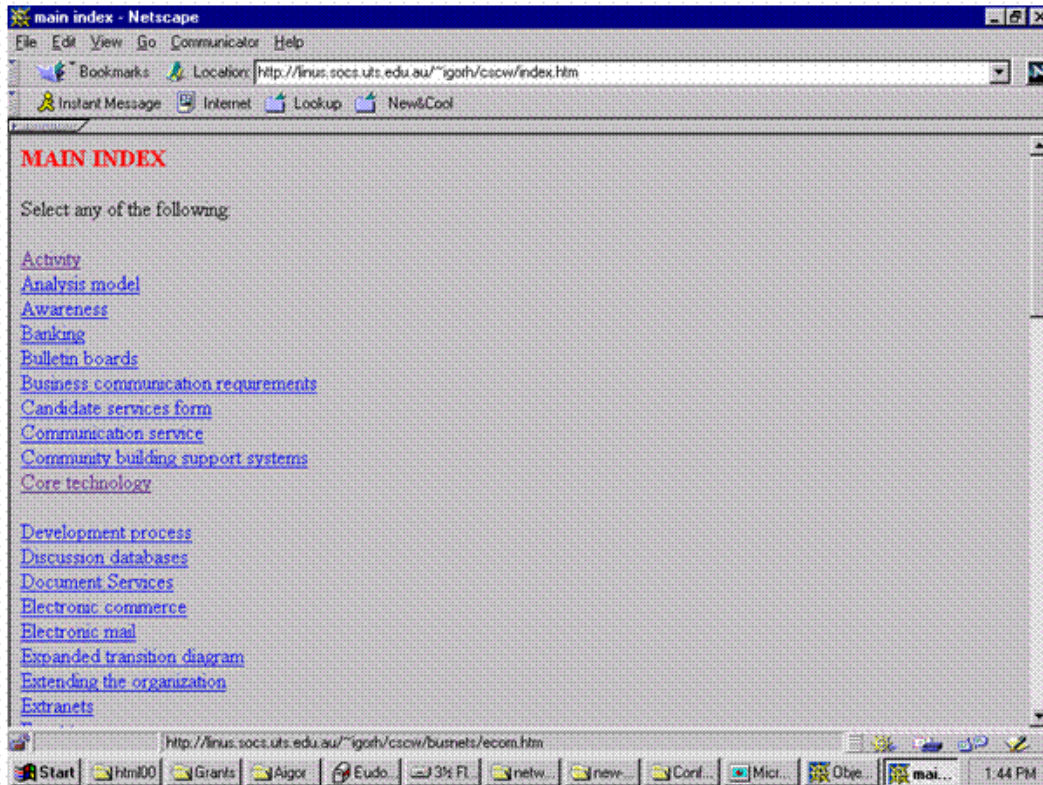 main index - Netscape
File Edit View Go Communicator Help
Bookmarks Location: http://linus.socs.uts.edu.au/~igorh/cscw/index.htm
Instant Message Internet Lookup New&Cool
MAIN INDEX
Select any of the following:
Activity
Analysis model
Awareness
Banking
Bulletin boards
Business communication requirements
Candidate services form
Communication service
Community building support systems
Core technology
Development process
Discussion databases
Document Services
Electronic commerce
Electronic mail
Expanded transition diagram
Extending the organization
Extranets
http://linus.socs.uts.edu.au/~igorh/cscw/busnets/ecom.htm
Start html00 Grants Aigor Eudo... 3½ Fl... netw... new-... Conf... Micr... Obje... mai... 1:44 PM